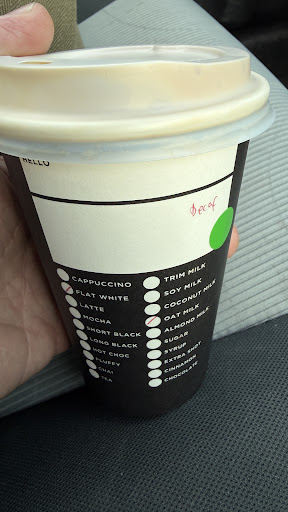 HELLO
Decaf
CAPPUCCINO
FLAT WHITE
LATTE
MOCHA
SHORT BLACK
LONG BLACK
HOT CHOC
FLUFFY
CHAI
TEA
TRIM MILK
SOY MILK
COCONUT MILK
OAT MILK
ALMOND MILK
SUGAR
SYRUP
EXTRA SHOT
CINNAMON
CHOCOLATE